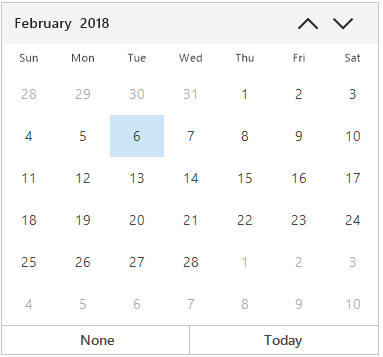 February 2018
Sun Mon Tue Wed Thu Fri Sat
28 29 30 31 1 2 3
4 5 6 7 8 9 10
11 12 13 14 15 16 17
18 19 20 21 22 23 24
25 26 27 28 1 2 3
4 5 6 7 8 9 10
None Today